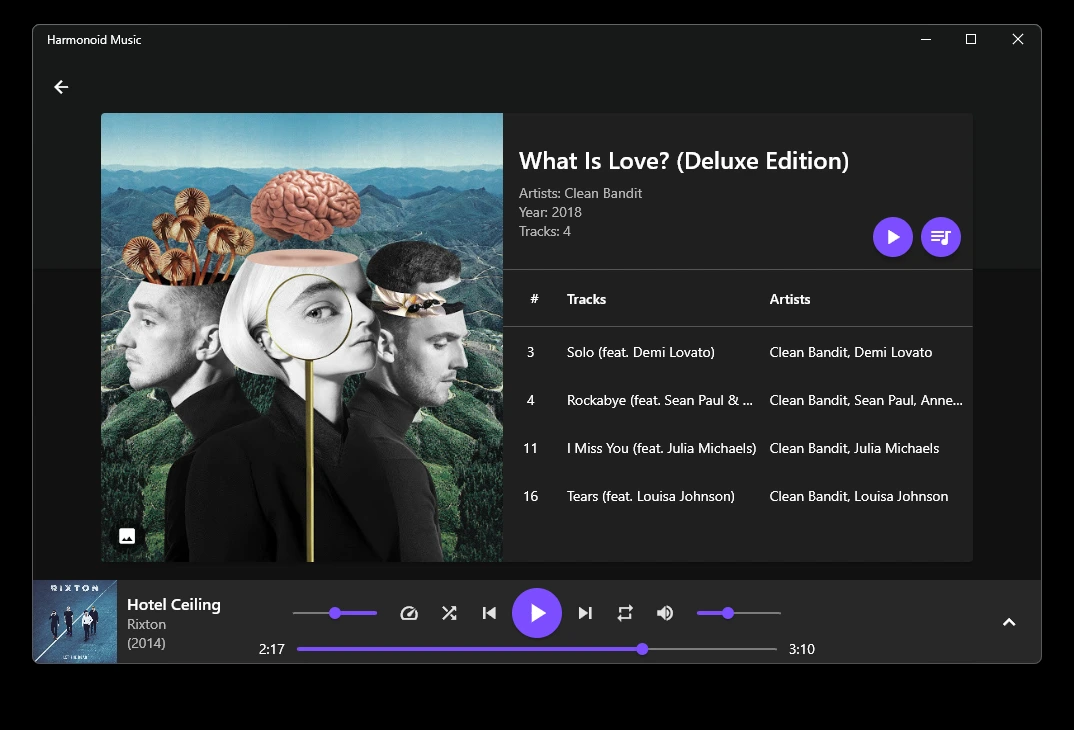 Harmonoid Music
What Is Love? (Deluxe Edition)
Artists: Clean Bandit
Year: 2018
Tracks: 4
# Tracks Artists
3 Solo (feat. Demi Lovato) Clean Bandit, Demi Lovato
4 Rockabye (feat. Sean Paul & ... Clean Bandit, Sean Paul, Anne...
11 I Miss You (feat. Julia Michaels) Clean Bandit, Julia Michaels
16 Tears (feat. Louisa Johnson) Clean Bandit, Louisa Johnson
RIXTON
LET THE ROAD
Hotel Ceiling
Rixton
(2014)
2:17 3:10